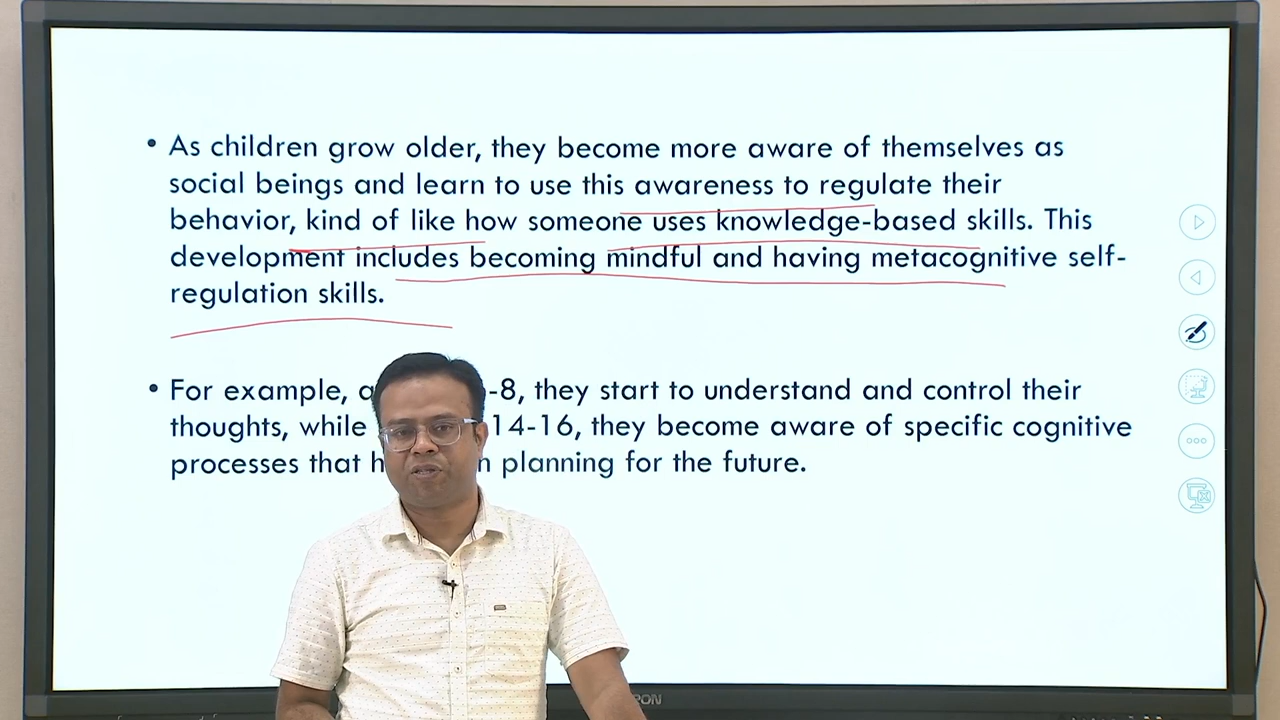 • As children grow older, they become more aware of themselves as
social beings and learn to use this awareness to regulate their
behavior, kind of like how someone uses knowledge-based skills. This
development includes becoming mindful and having metacognitive self-
regulation skills.
• For example, -8, they start to understand and control their
thoughts, while 14-16, they become aware of specific cognitive
processes that planning for the future.